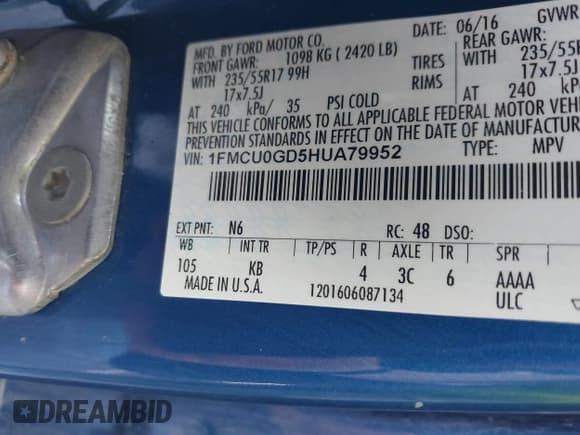 MFD. BY FORD MOTOR CO.
DATE: 06/16 GVWR
FRONT GAWR: 1098 KG ( 2420 LB) REAR GAWR:
235/55R17 99H TIRES 235/55R
17x7.5J RIMS 17x7.5J
AT 240 kPa/ 35 PSI COLD AT 240
THIS VEHICLE CONFORMS TO ALL APPLICABLE FEDERAL MOTOR VEHIC
PREVENTION STANDARDS IN EFFECT ON THE DATE OF
VIN: 1FMCU0GD5HUA79952 TYPE: MPV
EXT PNT: N6 RC: 48 DSO:
WB INT TR TP/PS R AXLE TR SPR
105 KB 4 3C 6 AAAA
MADE IN U.S.A. 1201606087134 ULC
DREAMBID